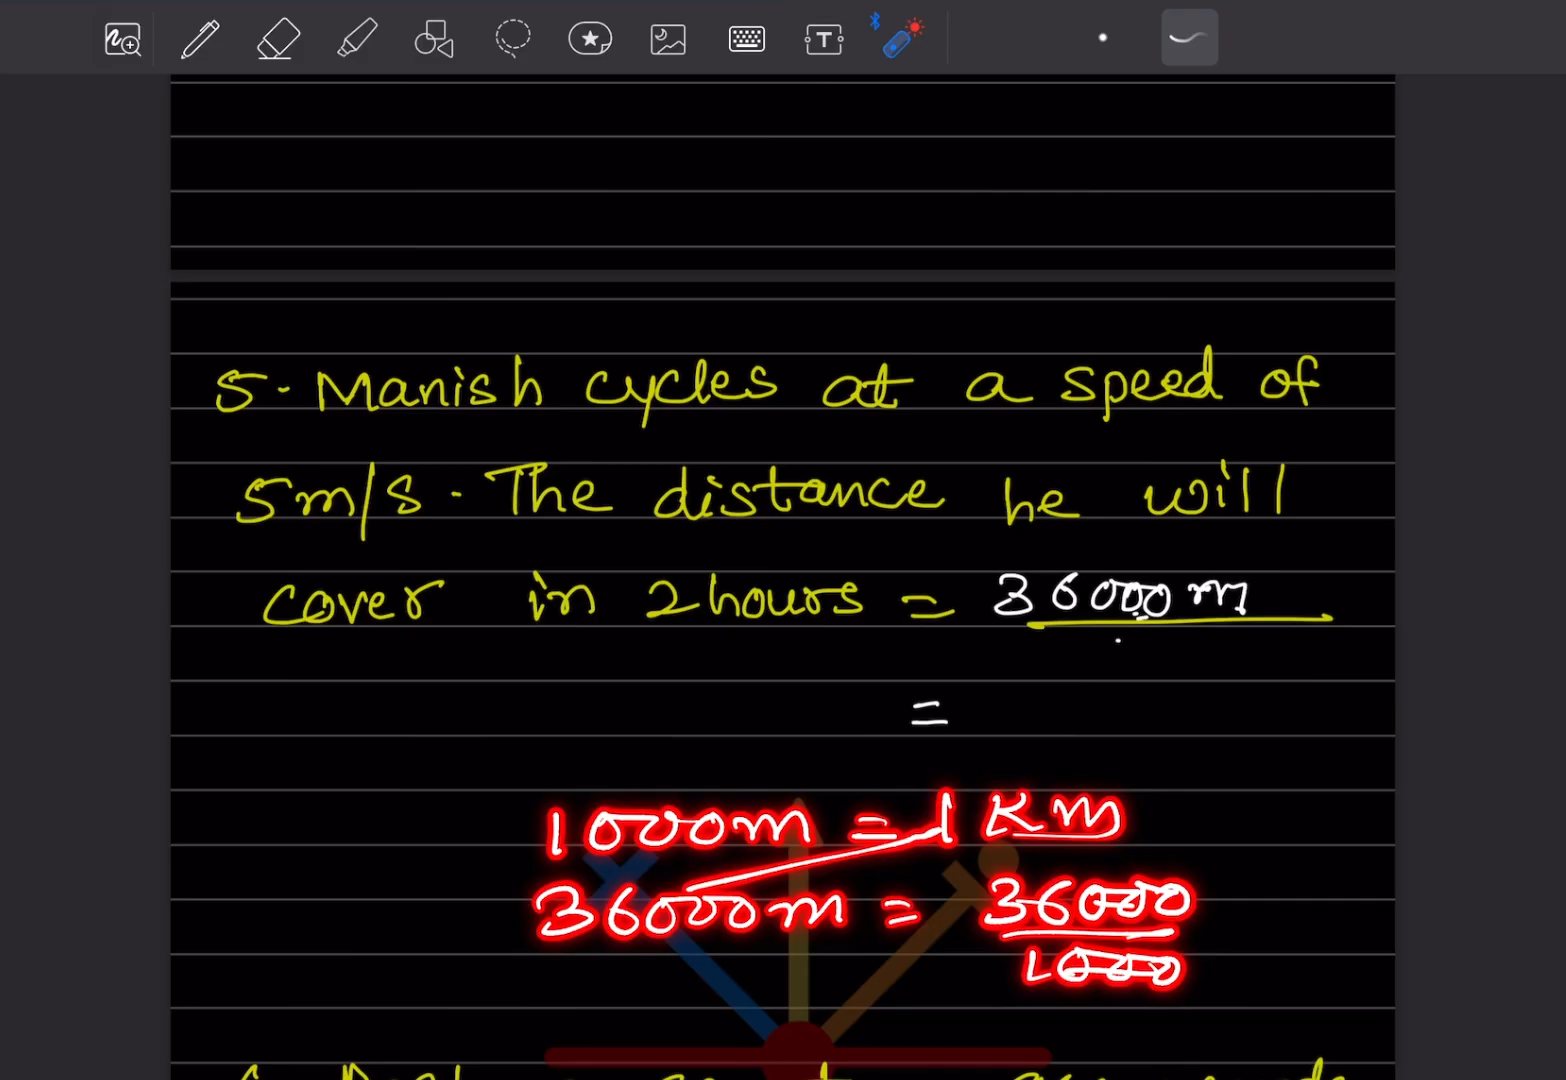 5. Manish cycles at a speed of
5m/s. The distance he will
cover in 2 hours = 36000 m
=
1000m = 1 KM
36000m = 36000
1000